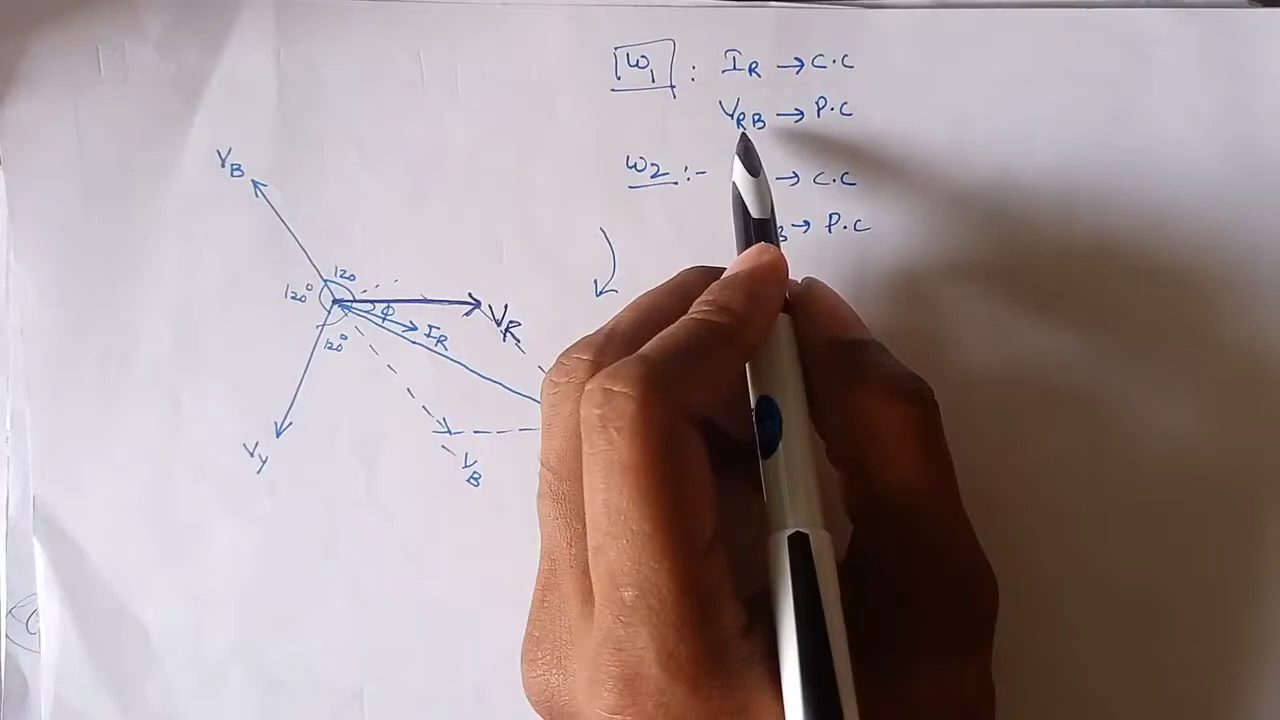 W1 : IR → C.C
VRB → P.C
W2 :- → C.C
B → P.C
VB
120
120°
120°
ϕ
VR
IR
VY
VB